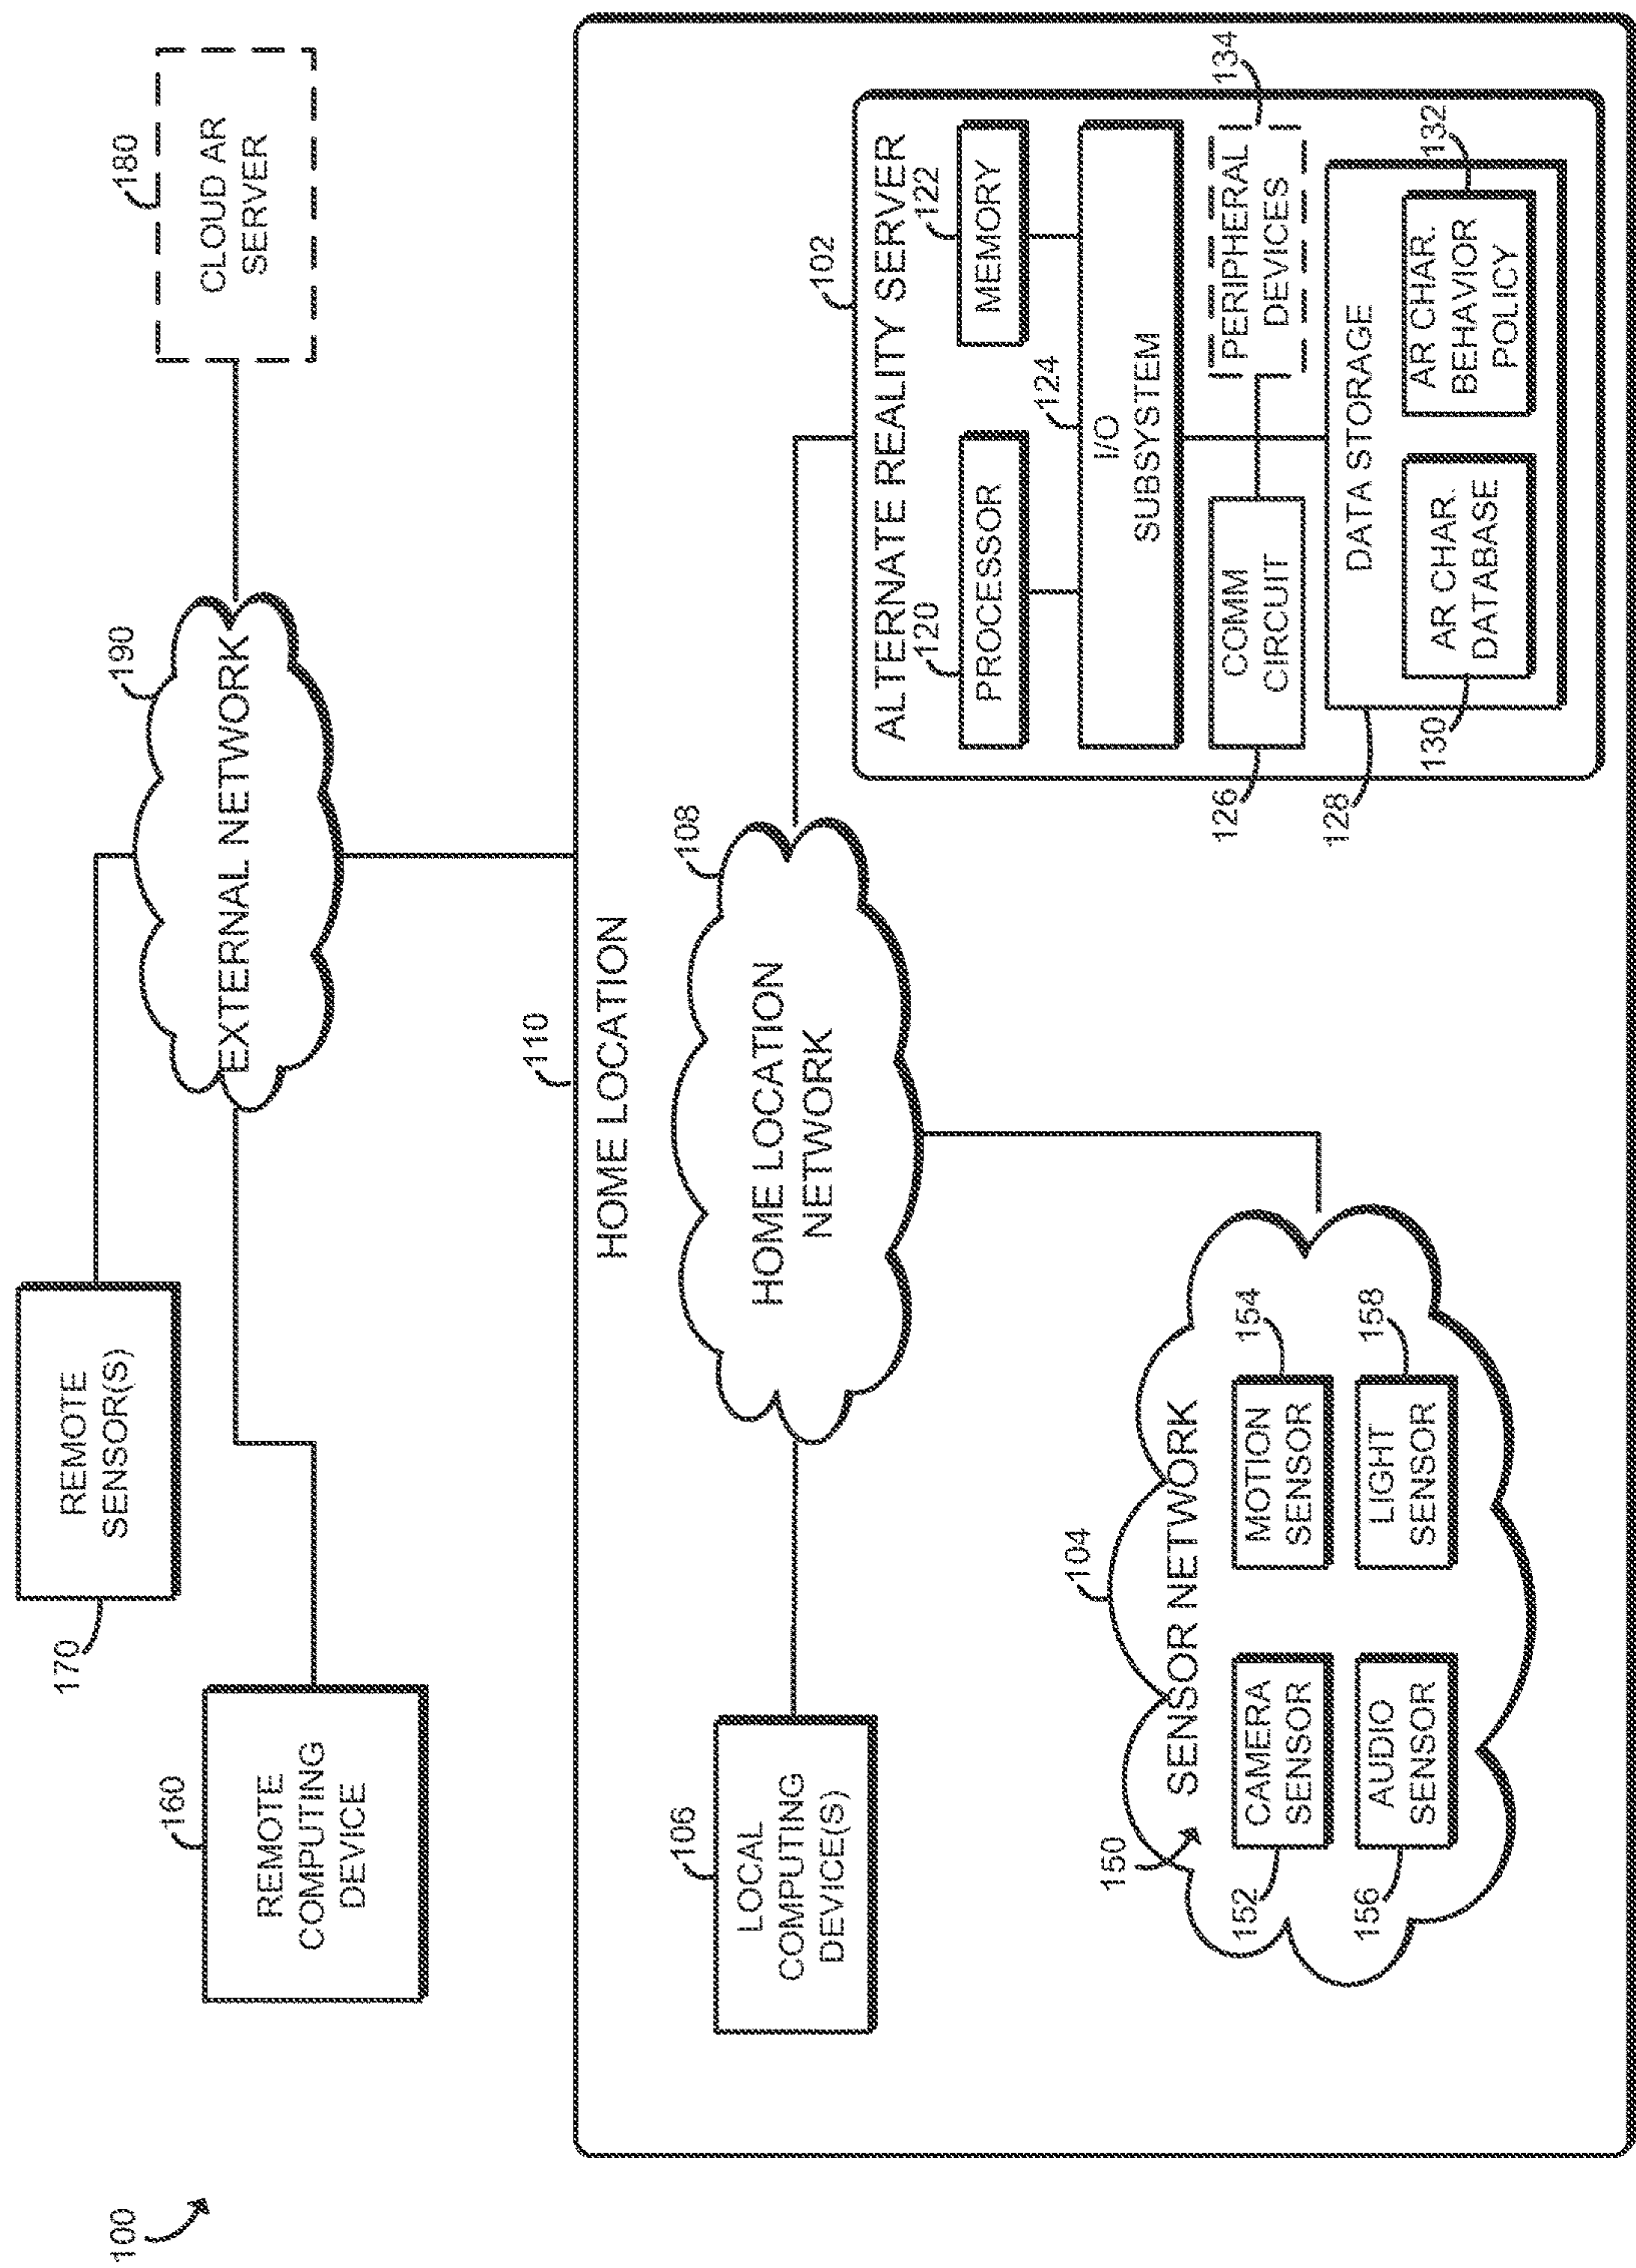 100
170
REMOTE
SENSOR(S)
160
REMOTE
COMPUTING
DEVICE
190
EXTERNAL NETWORK
180
CLOUD AR
SERVER
110
HOME LOCATION
106
LOCAL
COMPUTING
DEVICE(S)
108
HOME LOCATION
NETWORK
104
150
SENSOR NETWORK
152
CAMERA
SENSOR
154
MOTION
SENSOR
156
AUDIO
SENSOR
158
LIGHT
SENSOR
102
ALTERNATE REALITY SERVER
120
PROCESSOR
122
MEMORY
124
I/O
SUBSYSTEM
126
COMM
CIRCUIT
134
PERIPHERAL
DEVICES
128
DATA STORAGE
130
AR CHAR.
DATABASE
132
AR CHAR.
BEHAVIOR
POLICY